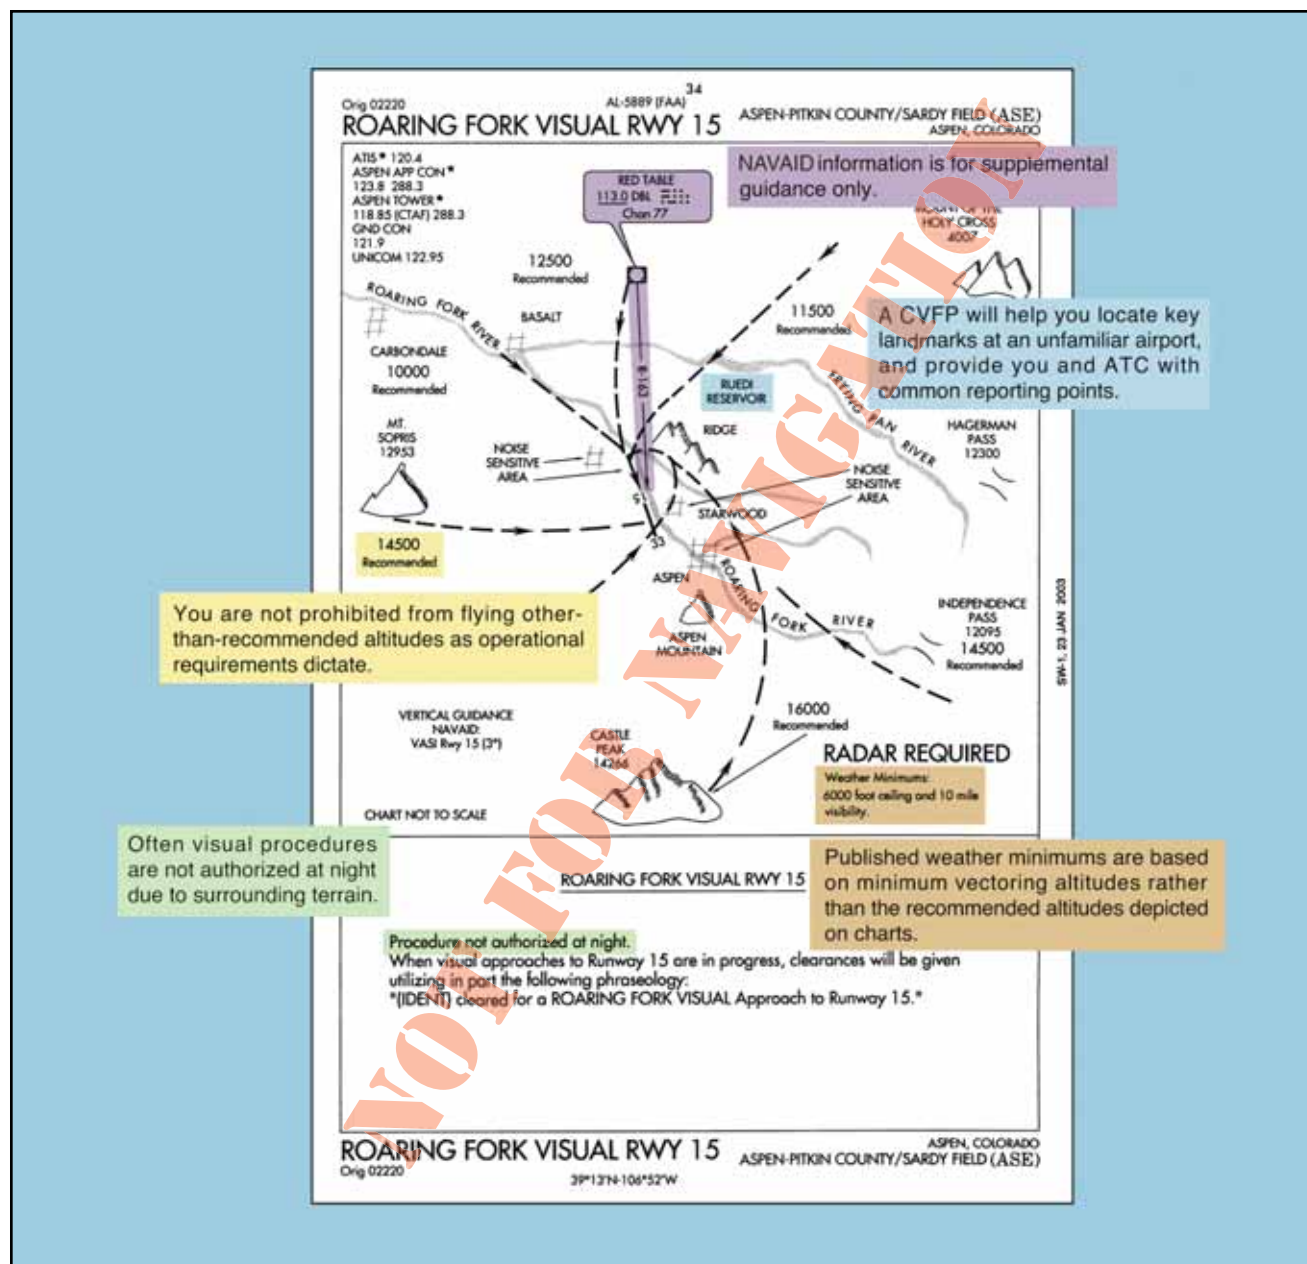 34
Orig 02220
AL-5889 (FAA)
ROARING FORK VISUAL RWY 15
ASPEN-PITKIN COUNTY/SARDY FIELD (ASE)
ASPEN, COLORADO
ATIS* 120.4
ASPEN APP CON*
123.8 288.3
ASPEN TOWER*
118.85 (CTAF) 288.3
GND CON
121.9
UNICOM 122.95
RED TABLE
113.0 DBL
Chan 77
NAVAID information is for supplemental
guidance only.
MOUNT OF THE
HOLY CROSS
4007
12500
Recommended
ROARING FORK RIVER
BASALT
11500
Recommended
A CVFP will help you locate key
landmarks at an unfamiliar airport,
and provide you and ATC with
common reporting points.
CARBONDALE
10000
Recommended
RUEDI
RESERVOIR
FRYING PAN RIVER
MT.
SOPRIS
12953
NOISE
SENSITIVE
AREA
RIDGE
HAGERMAN
PASS
12300
NOISE
SENSITIVE
AREA
15
STARWOOD
33
14500
Recommended
ASPEN
ROARING FORK RIVER
You are not prohibited from flying other-
than-recommended altitudes as operational
requirements dictate.
ASPEN
MOUNTAIN
INDEPENDENCE
PASS
12095
14500
Recommended
SW-1, 23 JAN 2003
VERTICAL GUIDANCE
NAVAID:
VASI Rwy 15 (3°)
CASTLE
PEAK
14266
16000
Recommended
RADAR REQUIRED
Weather Minimums:
6000 foot ceiling and 10 mile
visibility.
CHART NOT TO SCALE
Often visual procedures
are not authorized at night
due to surrounding terrain.
ROARING FORK VISUAL RWY 15
Published weather minimums are based
on minimum vectoring altitudes rather
than the recommended altitudes depicted
on charts.
Procedure not authorized at night.
When visual approaches to Runway 15 are in progress, clearances will be given
utilizing in part the following phraseology:
"(IDENT) cleared for a ROARING FORK VISUAL Approach to Runway 15."
NOT FOR NAVIGATION
ROARING FORK VISUAL RWY 15
Orig 02220
39°13'N-106°52'W
ASPEN, COLORADO
ASPEN-PITKIN COUNTY/SARDY FIELD (ASE)